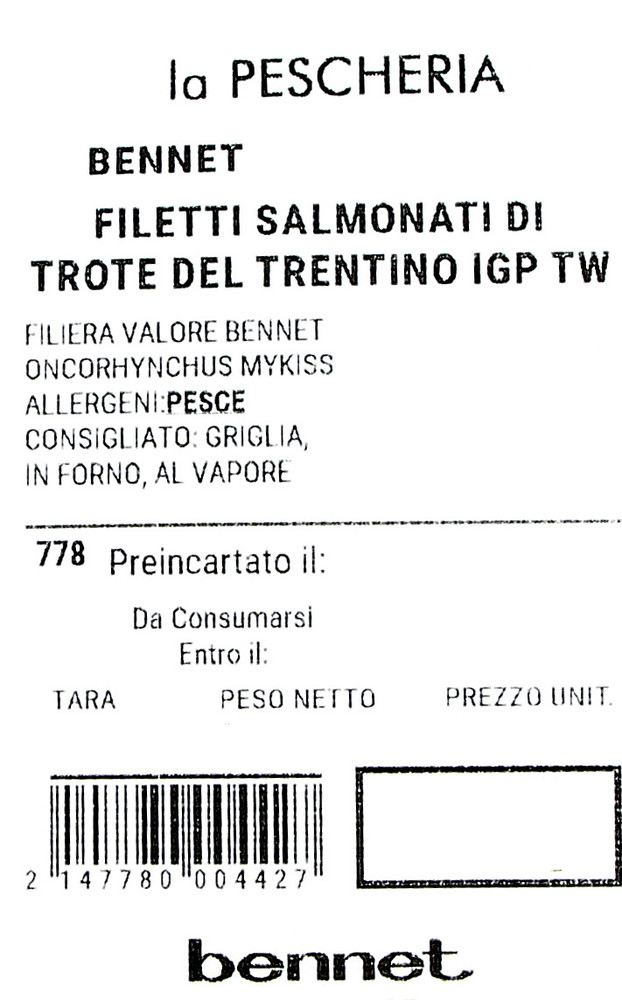 la PESCHERIA
BENNET
FILETTI SALMONATI DI
TROTE DEL TRENTINO IGP TW
FILIERA VALORE BENNET
ONCORHYNCHUS MYKISS
ALLERGENI:PESCE
CONSIGLIATO: GRIGLIA,
IN FORNO, AL VAPORE
778 Preincartato il:
Da Consumarsi
Entro il:
TARA PESO NETTO PREZZO UNIT.
2 147780 004427
bennet